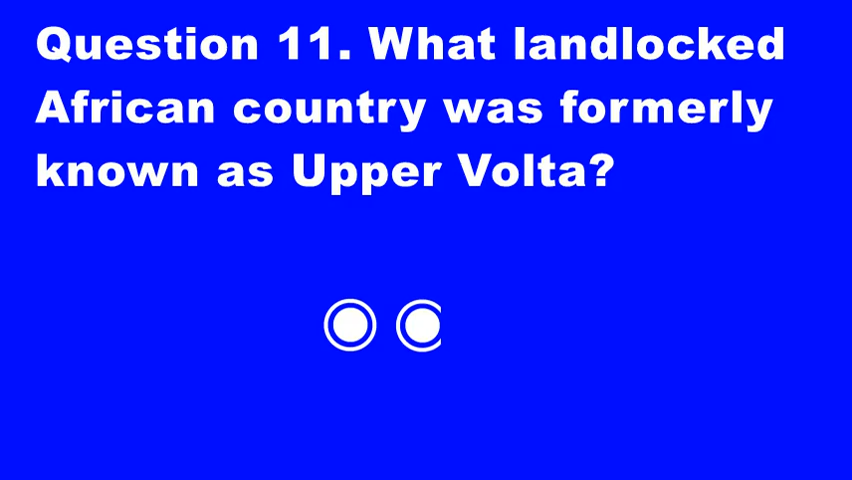 Question 11. What landlocked
African country was formerly
known as Upper Volta?